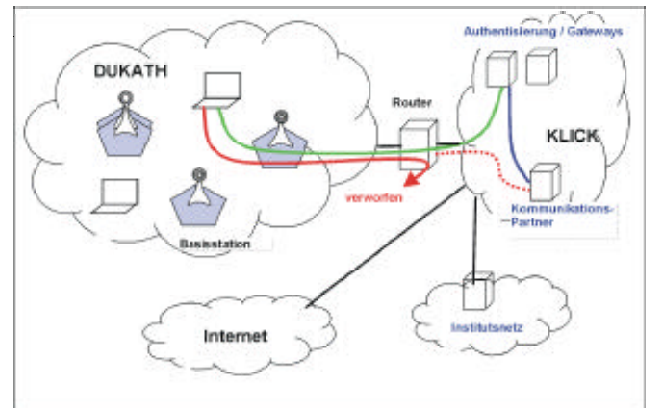 Authentisierung / Gateways
DUKATH
Router
KLICK
verworfen
Kommunikations-
Partner
Basisstation
Internet
Institutsnetz